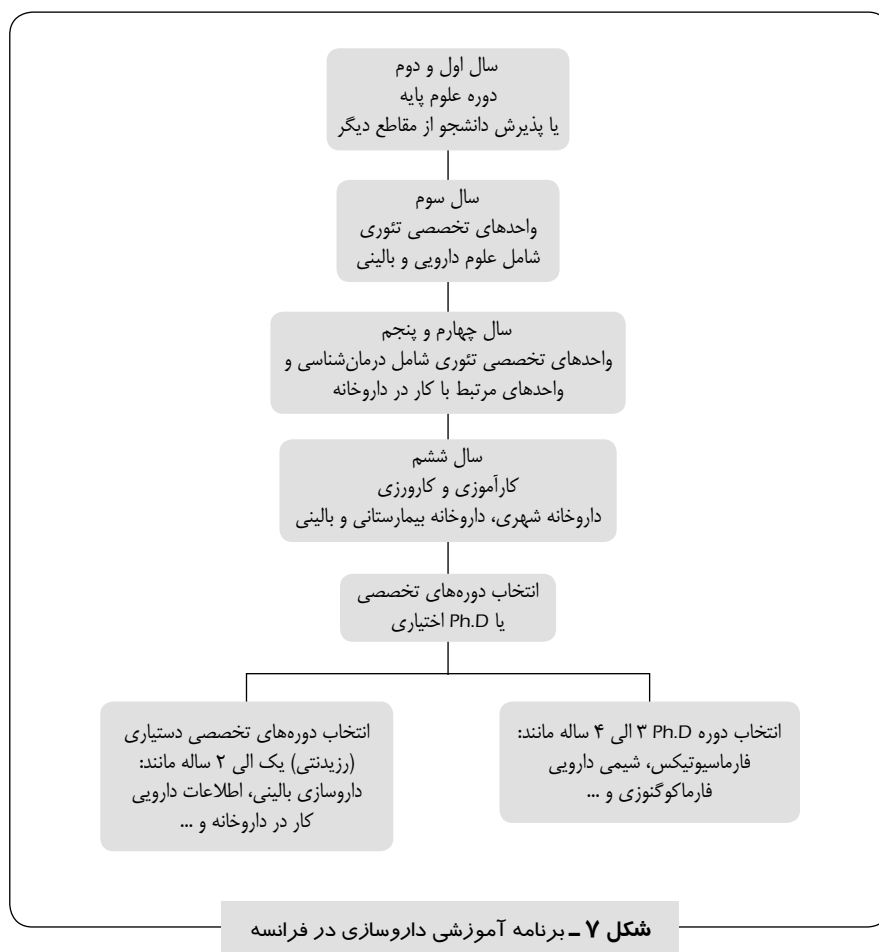 سال اول و دوم
دوره علوم پایه
یا پذیرش دانشجو از مقاطع دیگر
سال سوم
واحدهای تخصصی تئوری
شامل علوم دارویی و بالینی
سال چهارم و پنجم
واحدهای تخصصی تئوری شامل درمان‌شناسی و
واحدهای مرتبط با کار در داروخانه
سال ششم
کارآموزی و کارورزی
داروخانه شهری، داروخانه بیمارستانی و بالینی
انتخاب دوره‌های تخصصی
یا Ph.D اختیاری
انتخاب دوره Ph.D ۳ الی ۴ ساله مانند:
فارماسیوتیکس، شیمی دارویی
فارماکوگنوزی و ...
انتخاب دوره‌های تخصصی دستیاری
(رزیدنتی) یک الی ۲ ساله مانند:
داروسازی بالینی، اطلاعات دارویی
کار در داروخانه و ...
شکل ۷ ـ برنامه آموزشی داروسازی در فرانسه